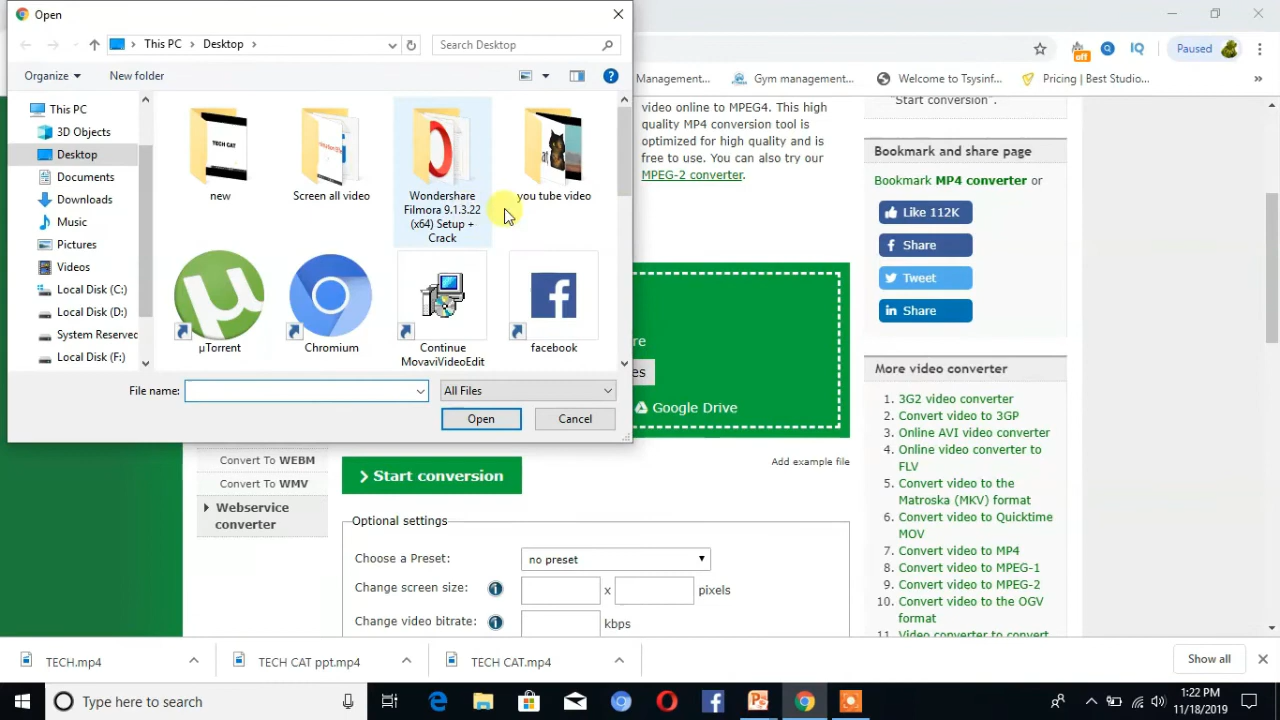 Open
This PC
Desktop
Search Desktop
Organize
New folder
This PC
3D Objects
Desktop
Documents
Downloads
Music
Pictures
Videos
Local Disk (C:)
Local Disk (D:)
System Reserved
Local Disk (F:)
TECH CAT
new
Screen all video
Wondershare
Filmora 9.1.3.22
(x64) Setup +
Crack
you tube video
µTorrent
Chromium
Continue
MovaviVideoEdit
facebook
File name:
All Files
Open
Cancel
Paused
off
IQ
Management...
Gym management...
Welcome to Tsysinf...
Pricing | Best Studio...
»
video online to MPEG4. This high
quality MP4 conversion tool is
optimized for high quality and is
free to use. You can also try our
MPEG-2 converter.
"Start conversion".
Bookmark and share page
Bookmark MP4 converter or
Like 112K
Share
Tweet
Share
re
es
Google Drive
Add example file
More video converter
1. 3G2 video converter
2. Convert video to 3GP
3. Online AVI video converter
4. Online video converter to
FLV
5. Convert video to the
Matroska (MKV) format
6. Convert video to Quicktime
MOV
7. Convert video to MP4
8. Convert video to MPEG-1
9. Convert video to MPEG-2
10. Convert video to the OGV
format
11. Video converter to convert
Convert To WEBM
Convert To WMV
Webservice
converter
Start conversion
Optional settings
Choose a Preset:
no preset
Change screen size:
x
pixels
Change video bitrate:
kbps
TECH.mp4
TECH CAT ppt.mp4
TECH CAT.mp4
Show all
Type here to search
1:22 PM
11/18/2019